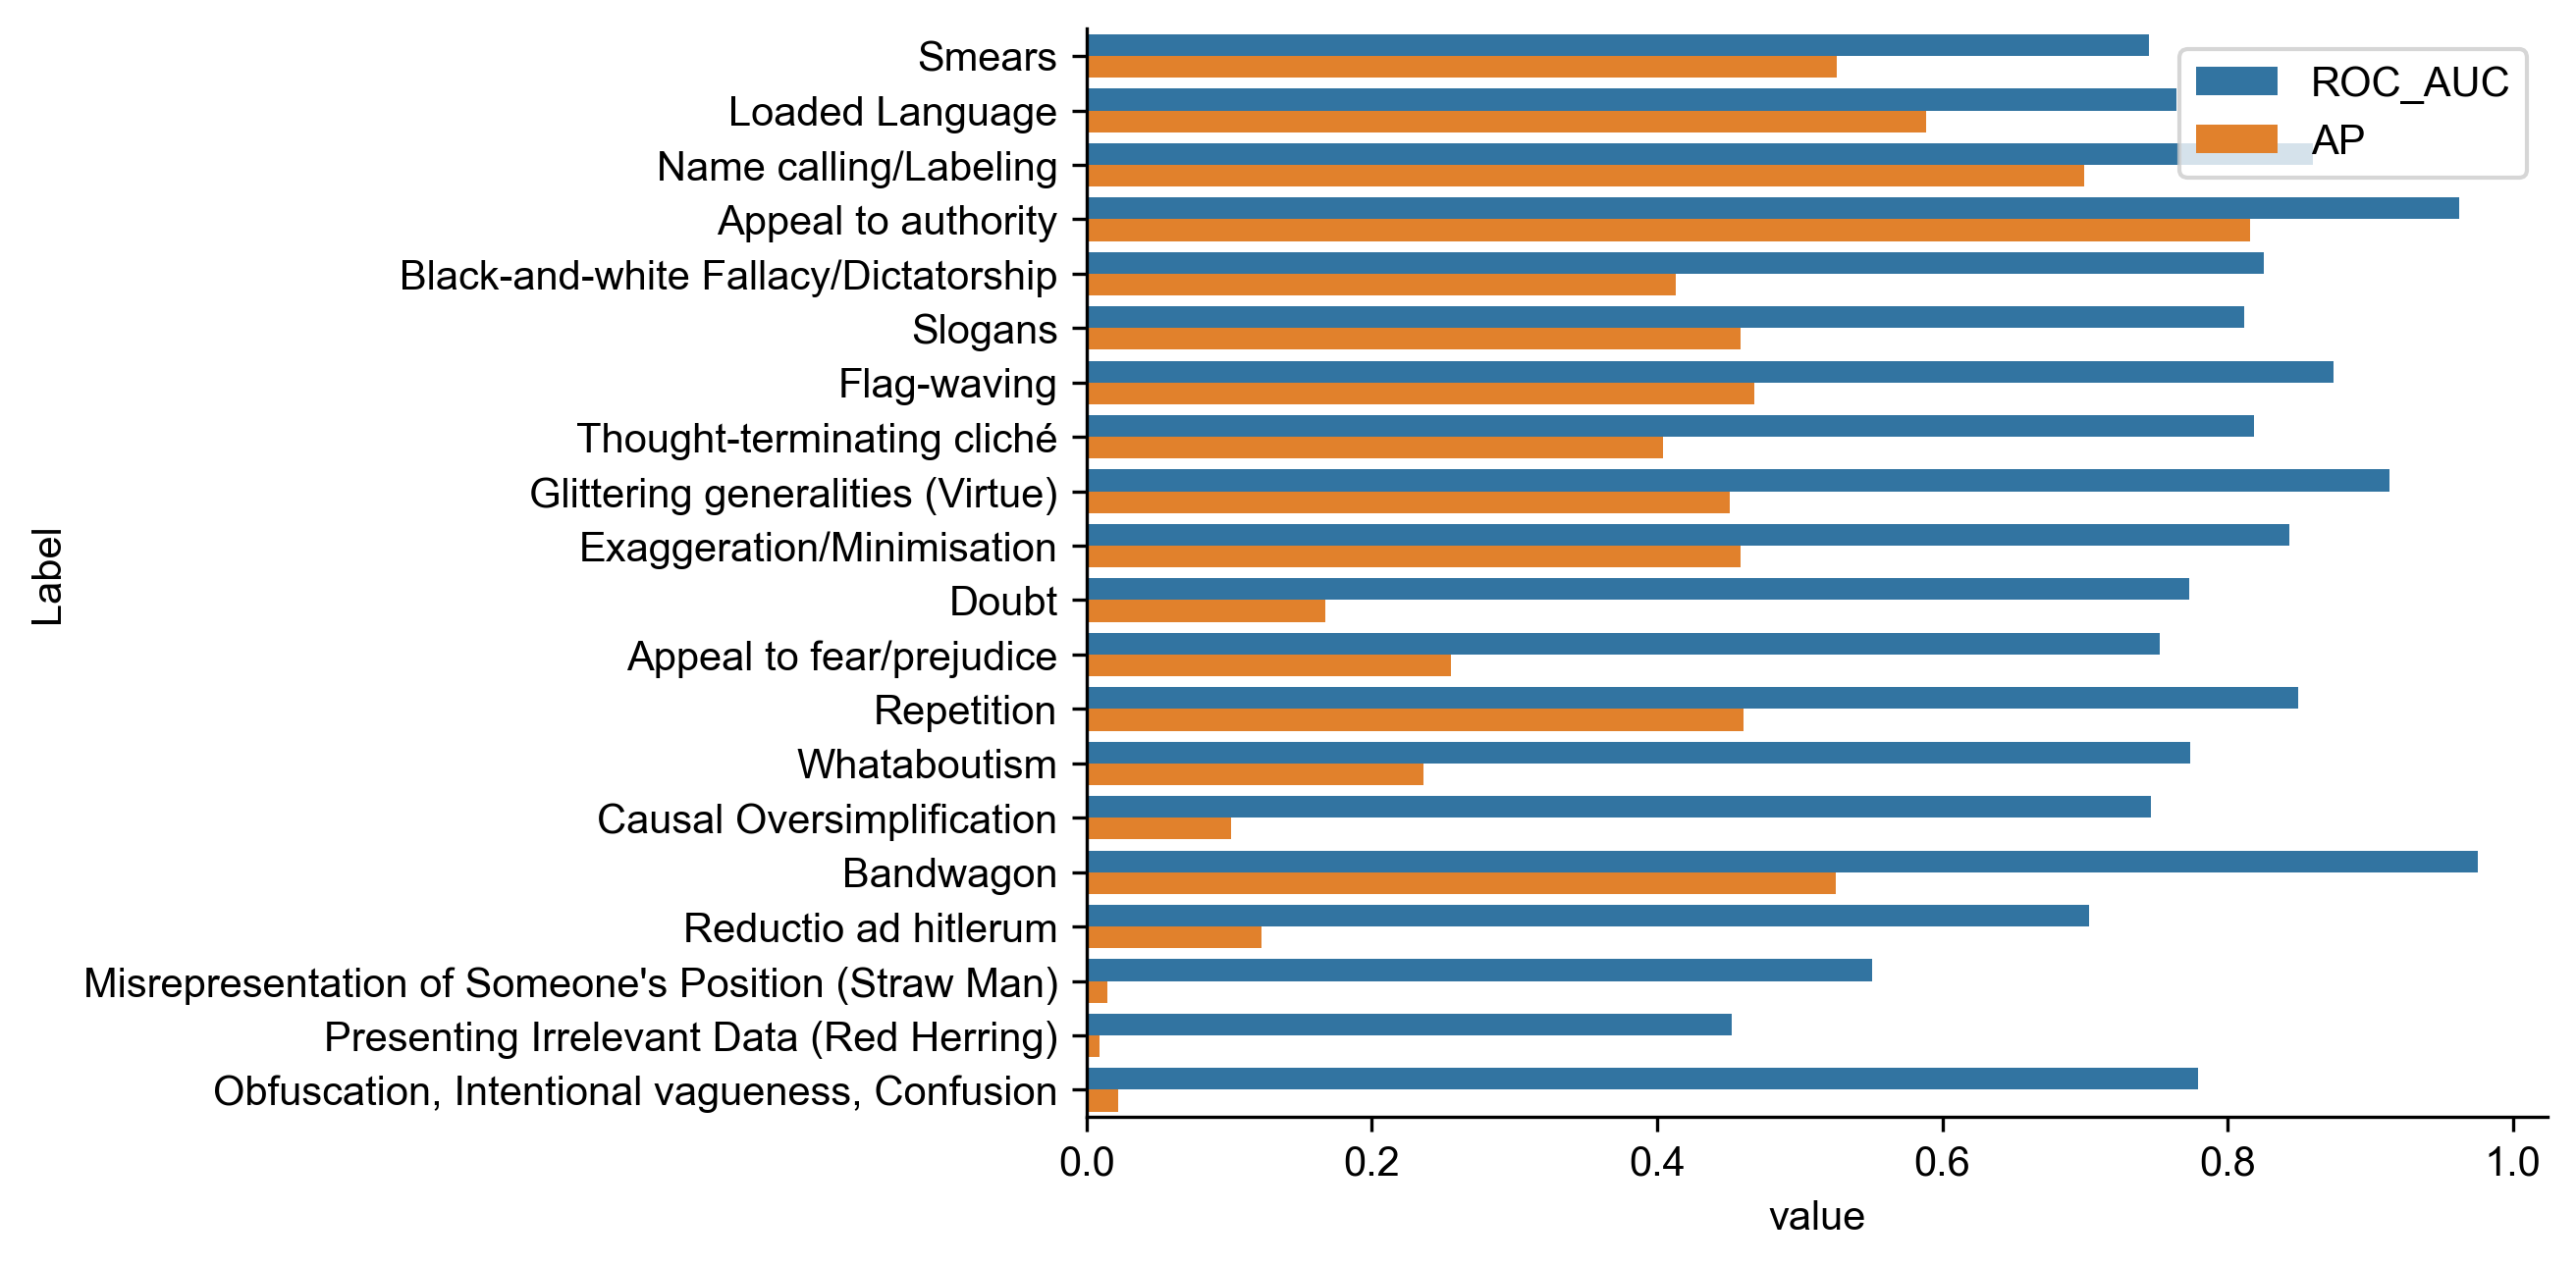 Smears
Loaded Language
Name calling/Labeling
Appeal to authority
Black-and-white Fallacy/Dictatorship
Slogans
Flag-waving
Thought-terminating cliché
Glittering generalities (Virtue)
Exaggeration/Minimisation
Doubt
Appeal to fear/prejudice
Repetition
Whataboutism
Causal Oversimplification
Bandwagon
Reductio ad hitlerum
Misrepresentation of Someone's Position (Straw Man)
Presenting Irrelevant Data (Red Herring)
Obfuscation, Intentional vagueness, Confusion
Label
ROC_AUC
AP
0.0 0.2 0.4 0.6 0.8 1.0
value